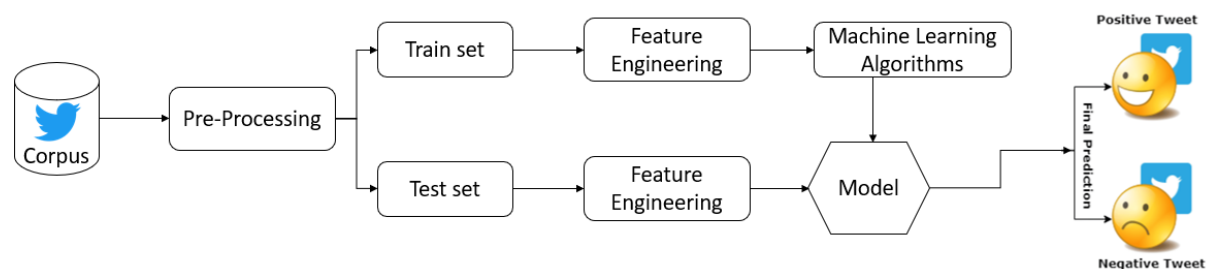 Positive Tweet
Train set
Feature
Engineering
Machine Learning
Algorithms
Corpus
Pre-Processing
Final Prediction
Test set
Feature
Engineering
Model
Negative Tweet